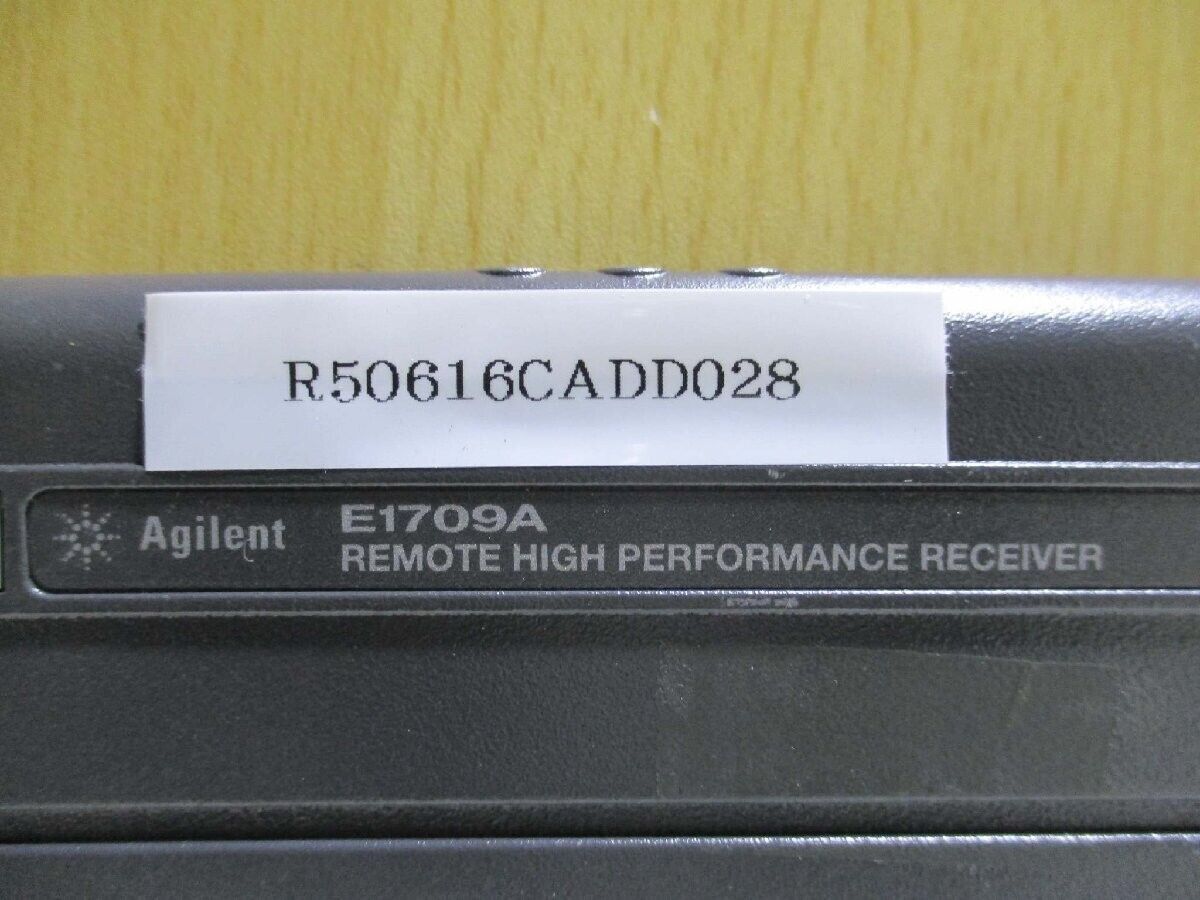 R50616CADD028
Agilent E1709A
REMOTE HIGH PERFORMANCE RECEIVER